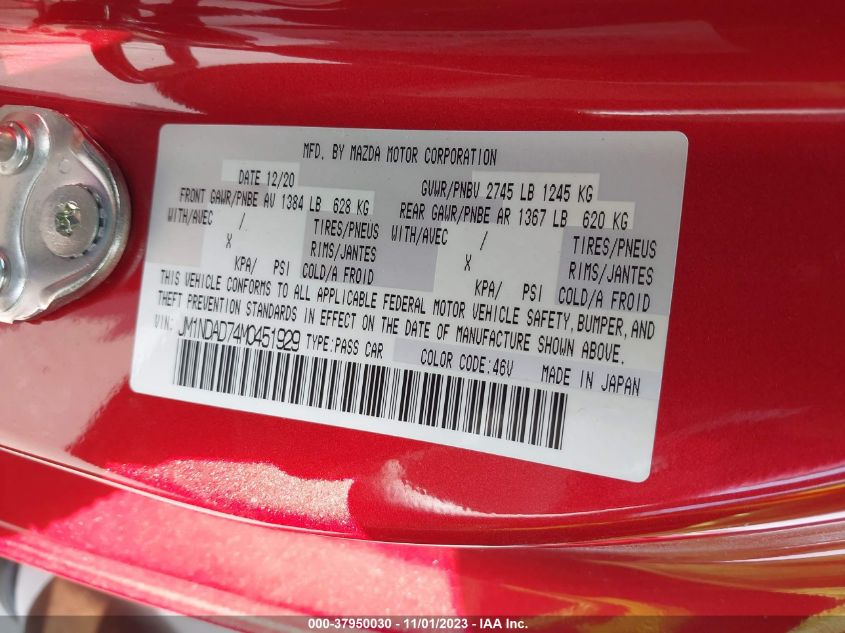 MFD. BY MAZDA MOTOR CORPORATION
DATE 12/20 GVWR/PNBV 2745 LB 1245 KG
FRONT GAWR/PNBE AV 1384 LB 628 KG REAR GAWR/PNBE AR 1367 LB 620 KG
WITH/AVEC / TIRES/PNEUS WITH/AVEC / TIRES/PNEUS
X RIMS/JANTES X RIMS/JANTES
KPA/ PSI COLD/A FROID KPA/ PSI COLD/A FROID
THIS VEHICLE CONFORMS TO ALL APPLICABLE FEDERAL MOTOR VEHICLE SAFETY, BUMPER, AND
THEFT PREVENTION STANDARDS IN EFFECT ON THE DATE OF MANUFACTURE SHOWN ABOVE.
VIN: JM1NDAD74M0451929 TYPE:PASS CAR COLOR CODE:46V MADE IN JAPAN
000-37950030 - 11/01/2023 - IAA Inc.